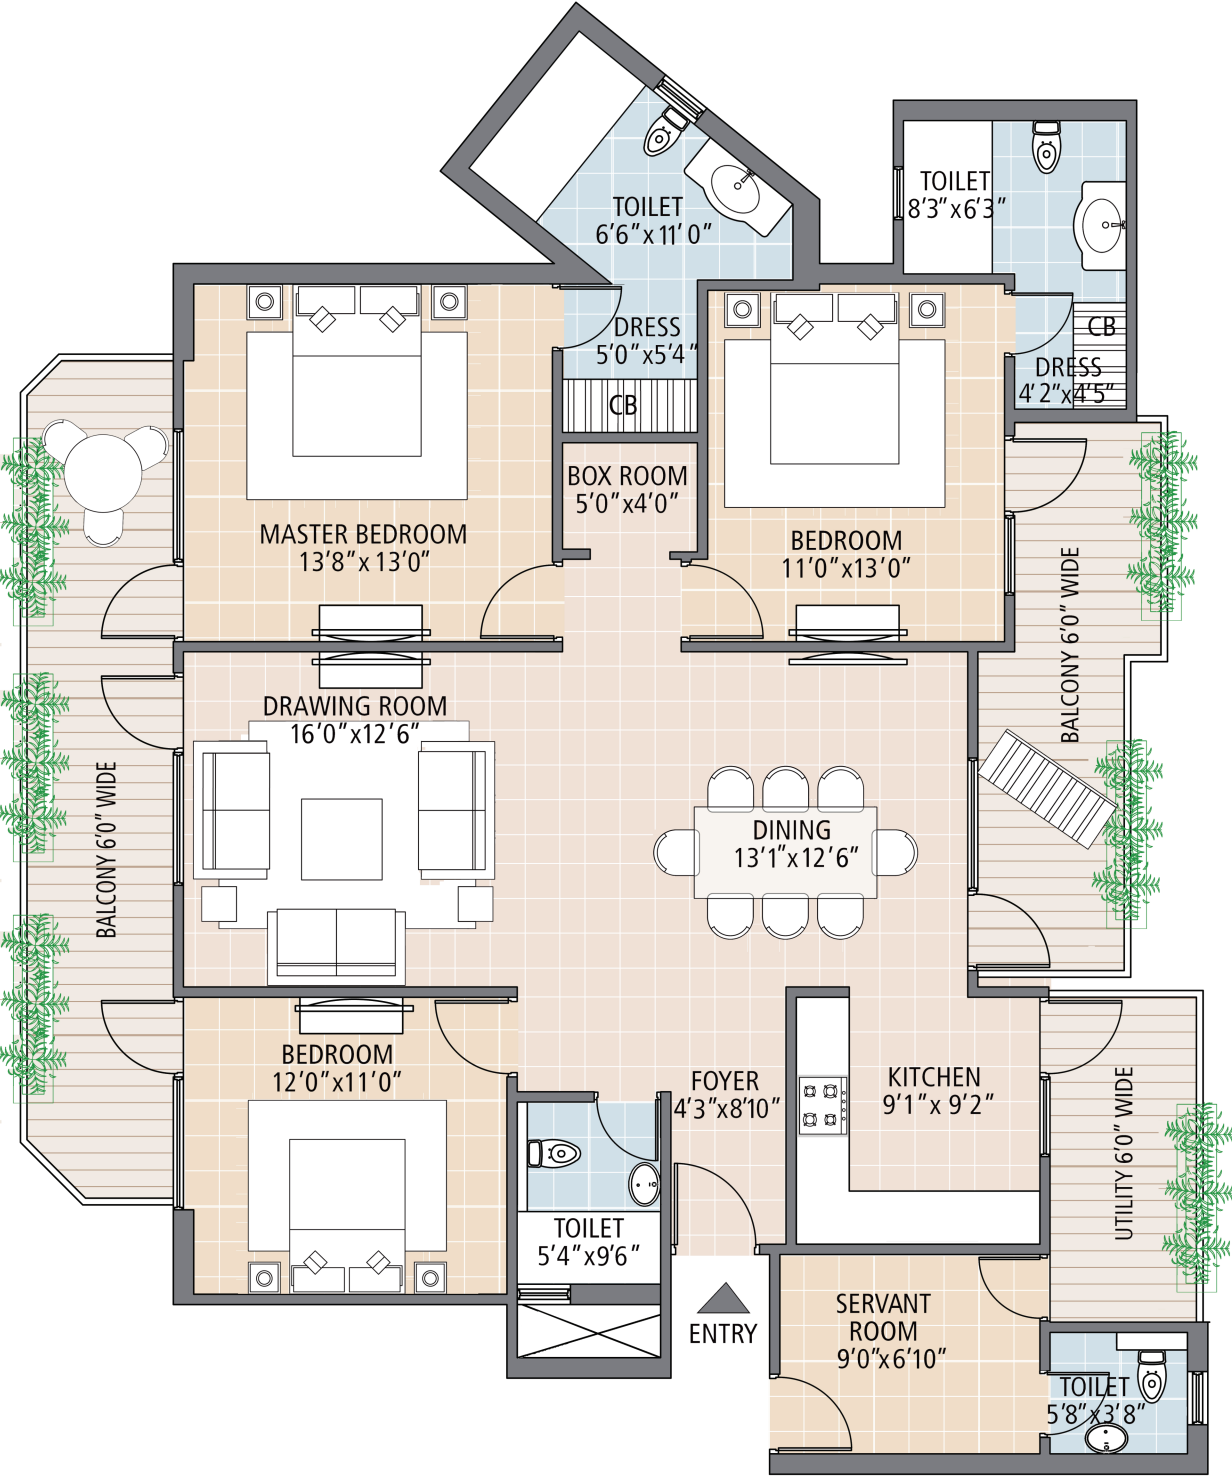 TOILET
6'6"x11'0"
TOILET
8'3"x6'3"
DRESS
5'0"x5'4"
CB
CB
DRESS
4'2"x4'5"
BOX ROOM
5'0"x4'0"
MASTER BEDROOM
13'8"x 13'0"
BEDROOM
11'0"x13'0"
BALCONY 6'0" WIDE
DRAWING ROOM
16'0"x12'6"
BALCONY 6'0" WIDE
DINING
13'1"x12'6"
BEDROOM
12'0"x11'0"
FOYER
4'3"x8'10"
KITCHEN
9'1"x 9'2"
UTILITY 6'0" WIDE
TOILET
5'4"x9'6"
ENTRY
SERVANT
ROOM
9'0"x6'10"
TOILET
5'8"x3'8"